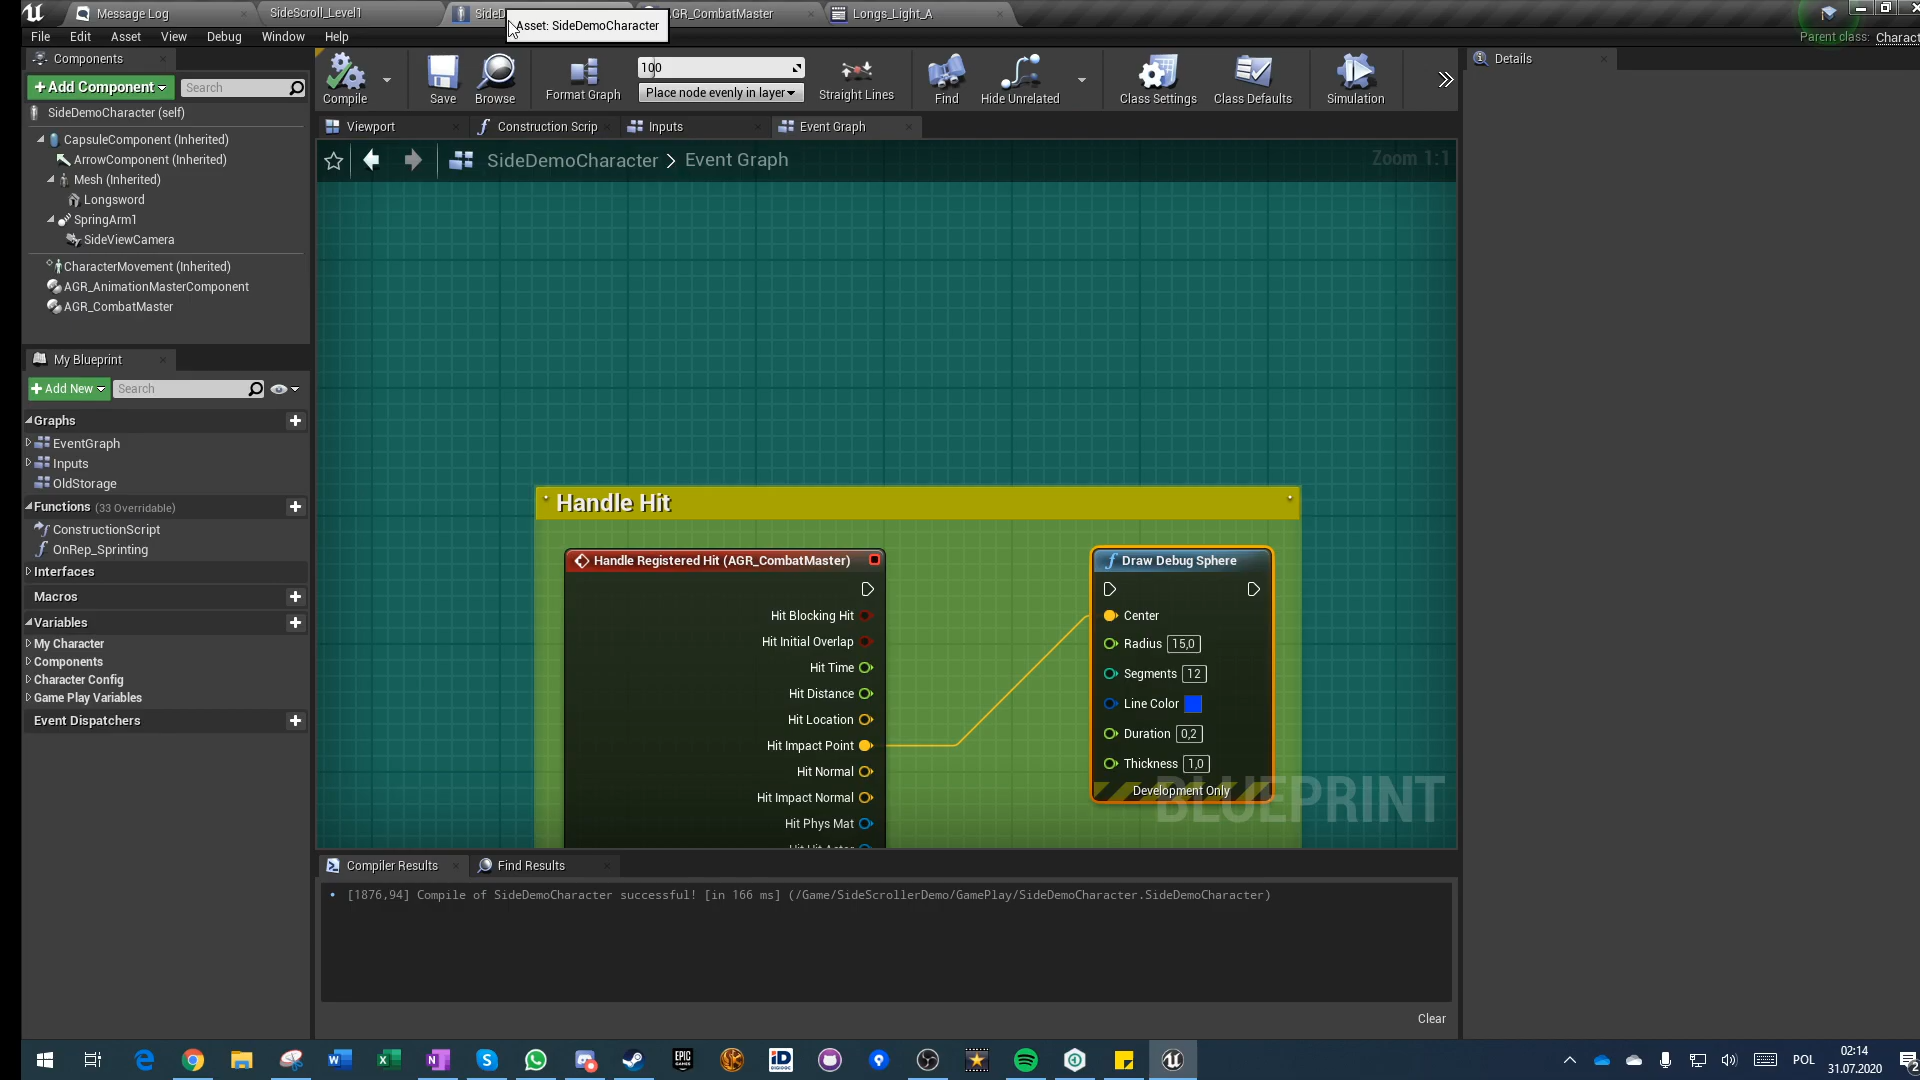 Message Log
SideScroll_Level1
SideD
AGR_CombatMaster
Longs_Light_A
Asset: SideDemoCharacter
File Edit Asset View Debug Window Help
Parent class: Charact
Components
+Add Component
Search
SideDemoCharacter (self)
CapsuleComponent (Inherited)
ArrowComponent (Inherited)
Mesh (Inherited)
Longsword
SpringArm1
SideViewCamera
CharacterMovement (Inherited)
AGR_AnimationMasterComponent
AGR_CombatMaster
My Blueprint
+Add New
Search
Graphs
EventGraph
Inputs
OldStorage
Functions (33 Overridable)
ConstructionScript
OnRep_Sprinting
Interfaces
Macros
Variables
My Character
Components
Character Config
Game Play Variables
Event Dispatchers
Compile
Save
Browse
Format Graph
100
Place node evenly in layer
Straight Lines
Find
Hide Unrelated
Class Settings
Class Defaults
Simulation
Details
Viewport
Construction Scrip
Inputs
Event Graph
SideDemoCharacter > Event Graph
Zoom 1:1
Handle Hit
Handle Registered Hit (AGR_CombatMaster)
Hit Blocking Hit
Hit Initial Overlap
Hit Time
Hit Distance
Hit Location
Hit Impact Point
Hit Normal
Hit Impact Normal
Hit Phys Mat
Hit Hit Actor
Draw Debug Sphere
Center
Radius 15,0
Segments 12
Line Color
Duration 0,2
Thickness 1,0
Development Only
BLUEPRINT
Compiler Results
Find Results
[1876,94] Compile of SideDemoCharacter successful! [in 166 ms] (/Game/SideScrollerDemo/GamePlay/SideDemoCharacter.SideDemoCharacter)
Clear
POL
02:14
31.07.2020
2